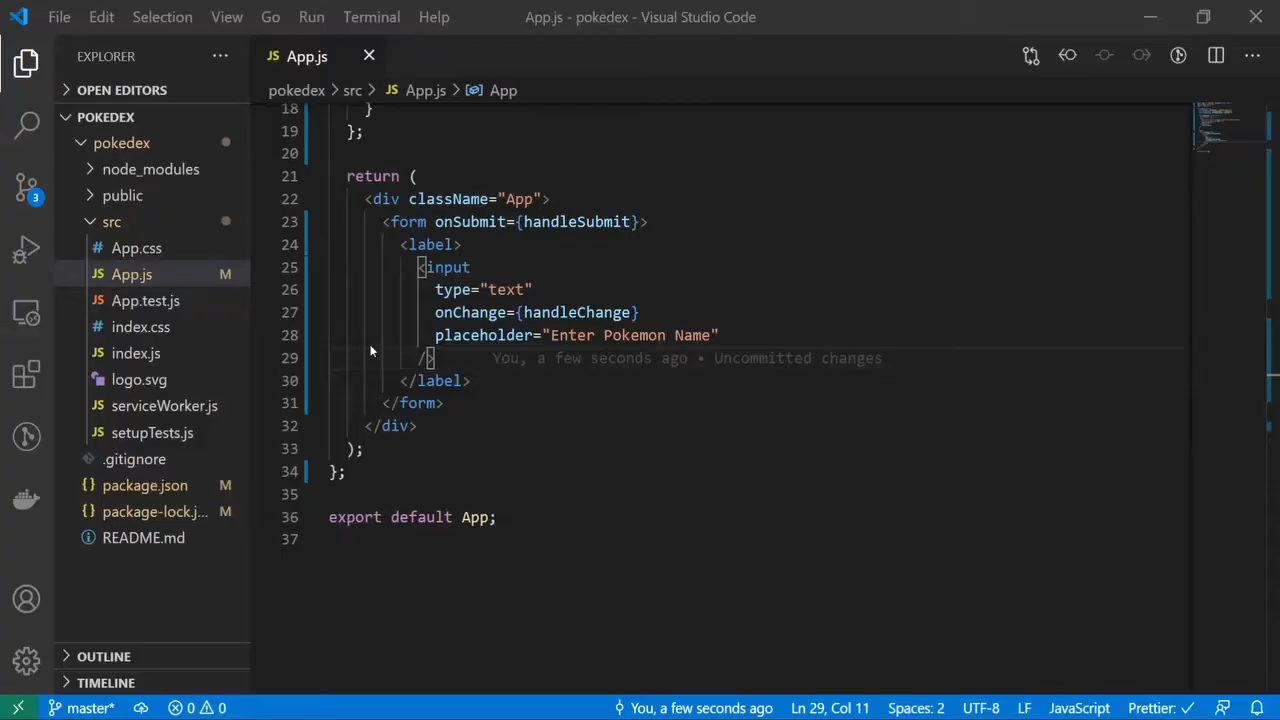 File Edit Selection View Go Run Terminal Help App.js - pokedex - Visual Studio Code
EXPLORER
OPEN EDITORS
POKEDEX
pokedex
node_modules
public
src
# App.css
JS App.js M
JS App.test.js
# index.css
JS index.js
logo.svg
JS serviceWorker.js
JS setupTests.js
.gitignore
{} package.json M
{} package-lock.j... M
README.md
OUTLINE
TIMELINE
3
JS App.js
pokedex > src > JS App.js > App
18 }
19 };
20
21 return (
22 <div className="App">
23 <form onSubmit={handleSubmit}>
24 <label>
25 <input
26 type="text"
27 onChange={handleChange}
28 placeholder="Enter Pokemon Name"
29 /> You, a few seconds ago • Uncommitted changes
30 </label>
31 </form>
32 </div>
33 );
34 };
35
36 export default App;
37
master* 0 0 You, a few seconds ago Ln 29, Col 11 Spaces: 2 UTF-8 LF JavaScript Prettier: ✓